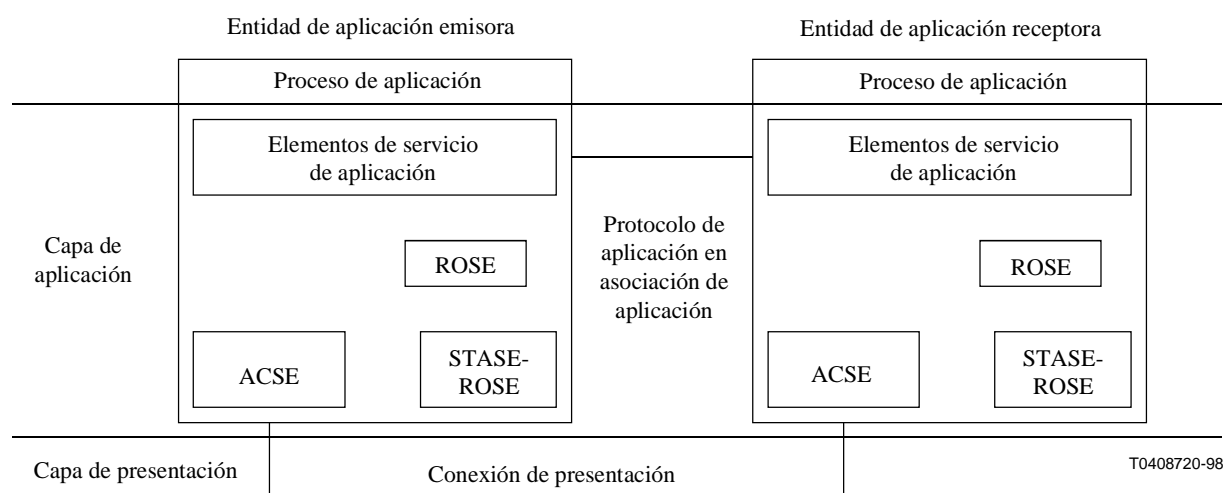 Entidad de aplicación emisora
Entidad de aplicación receptora
Proceso de aplicación
Proceso de aplicación
Elementos de servicio
de aplicación
Elementos de servicio
de aplicación
Capa de
aplicación
Protocolo de
aplicación en
asociación de
aplicación
ROSE
ROSE
ACSE
STASE-
ROSE
ACSE
STASE-
ROSE
Capa de presentación
Conexión de presentación
T0408720-98